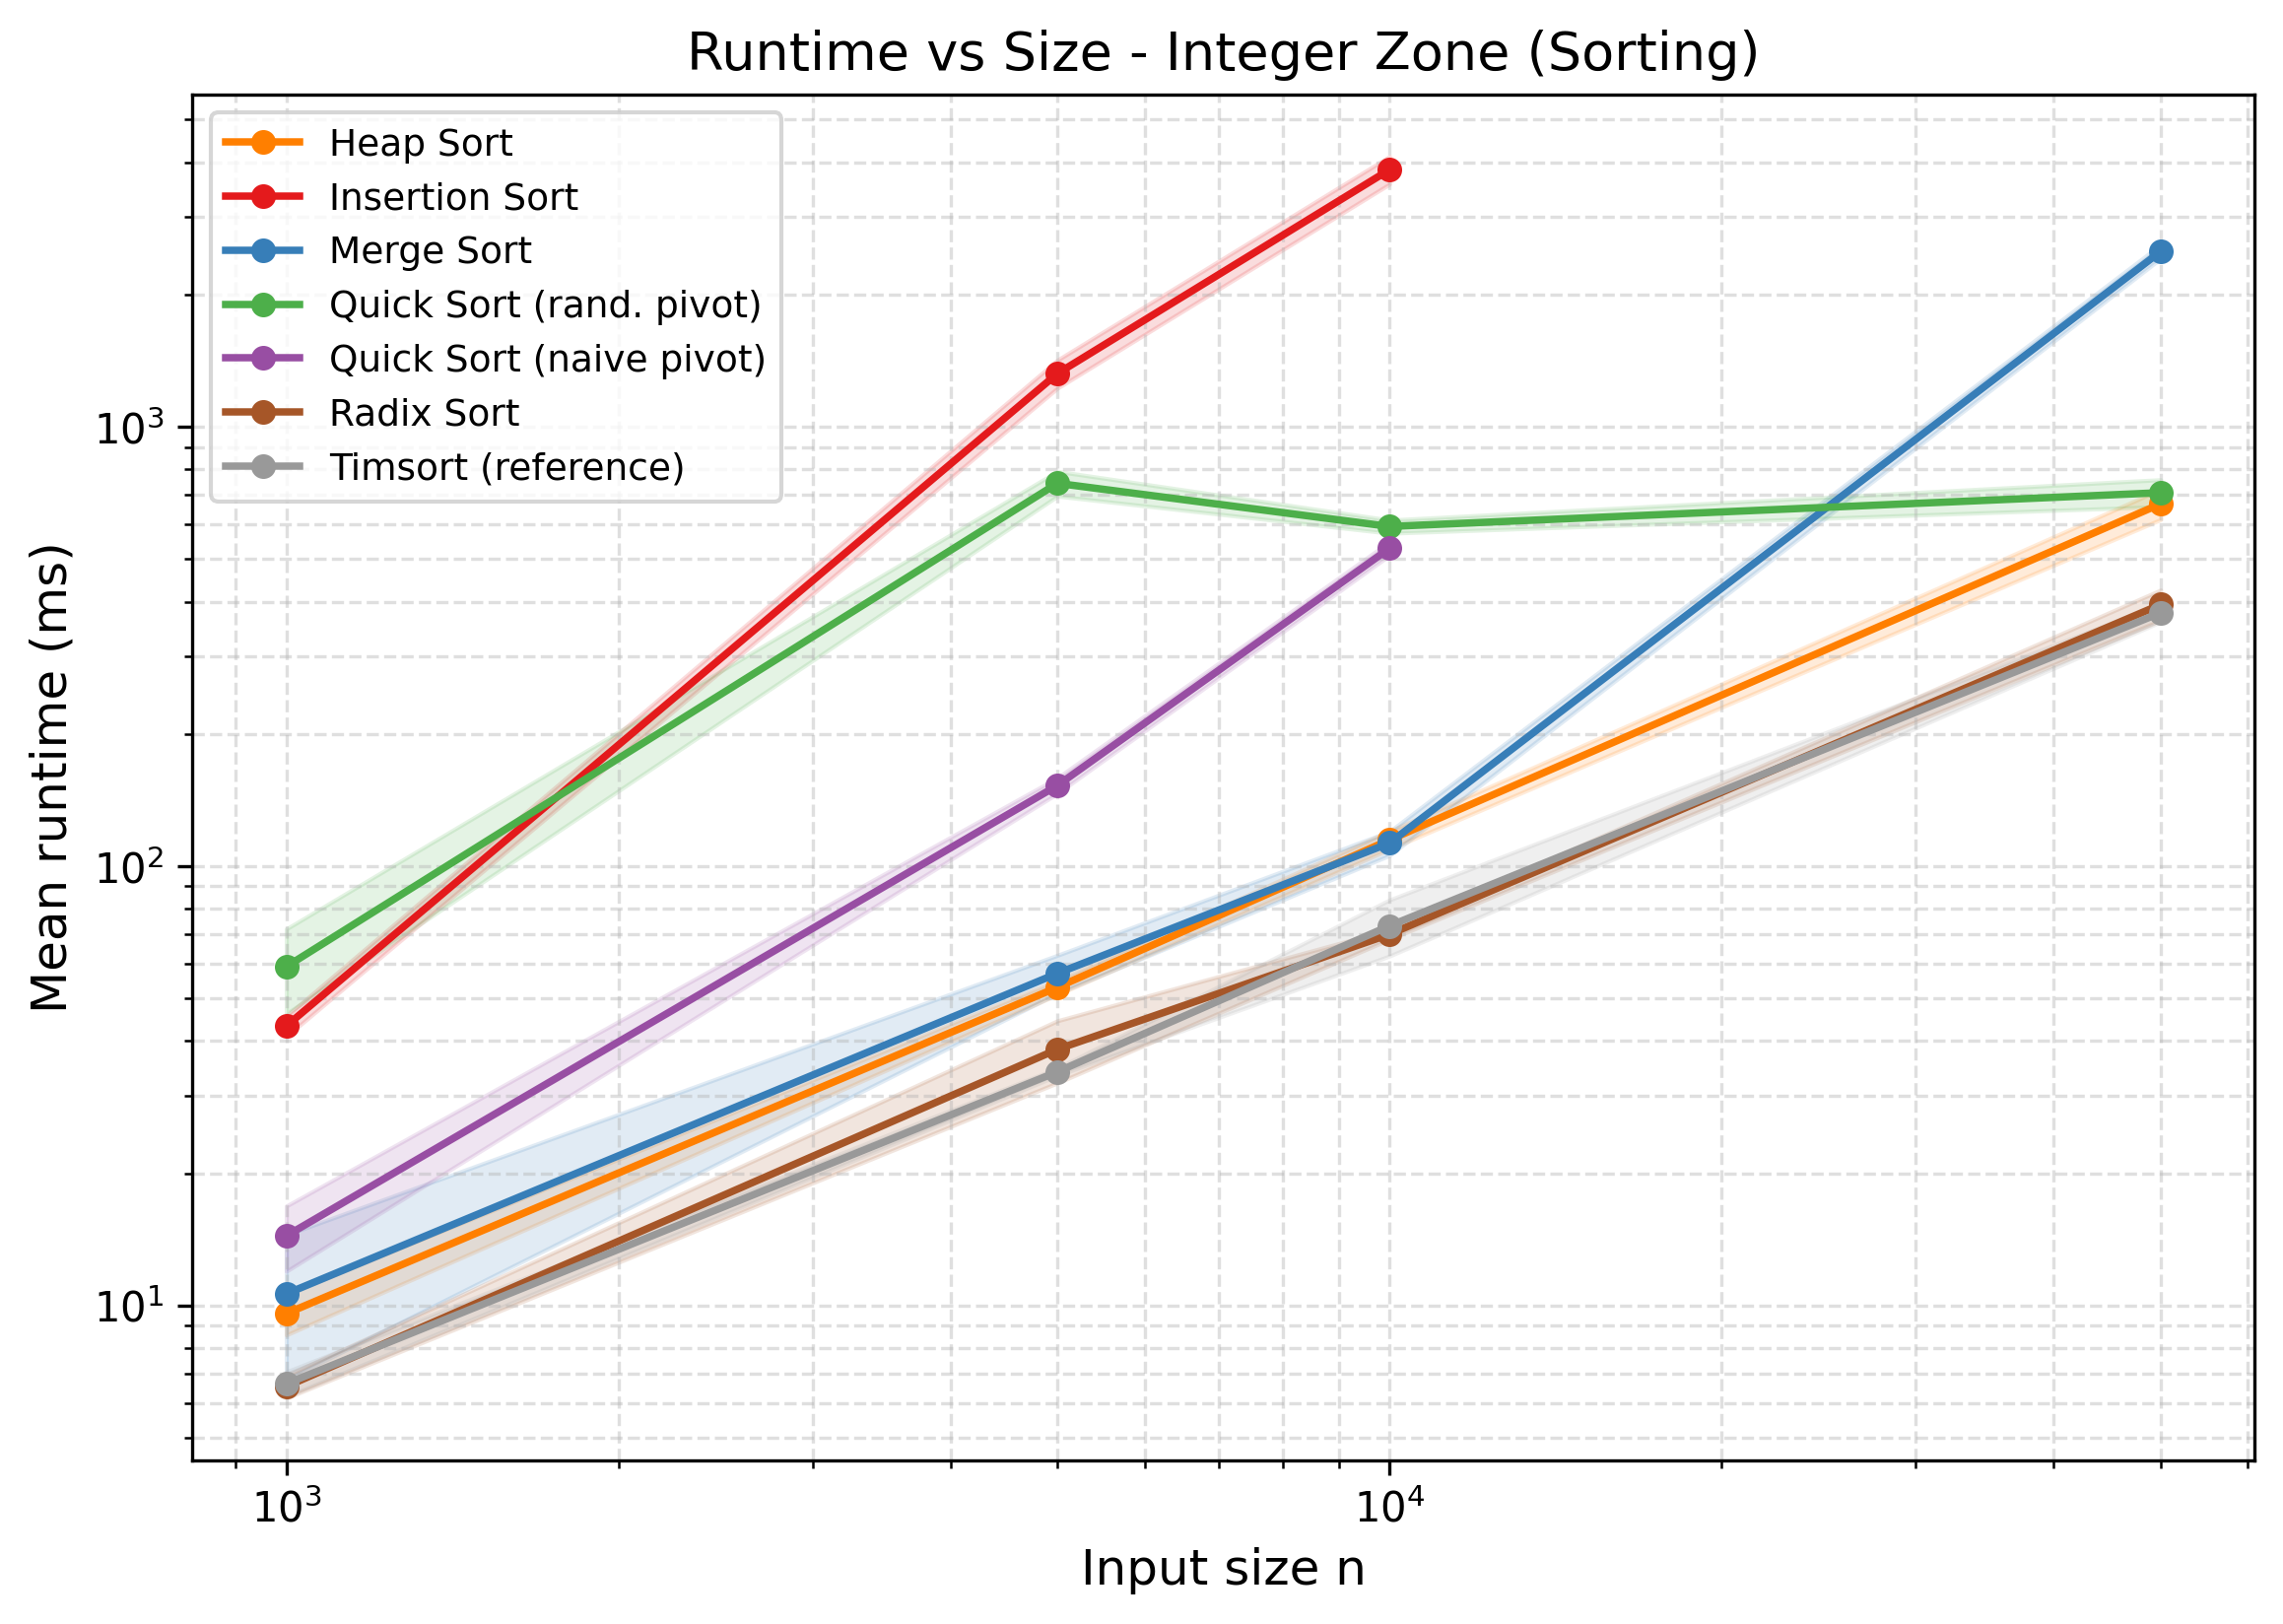 Runtime vs Size - Integer Zone (Sorting)
Heap Sort
Insertion Sort
Merge Sort
Quick Sort (rand. pivot)
Quick Sort (naive pivot)
Radix Sort
Timsort (reference)
Mean runtime (ms)
10³
10²
10¹
10³ 10⁴
Input size n